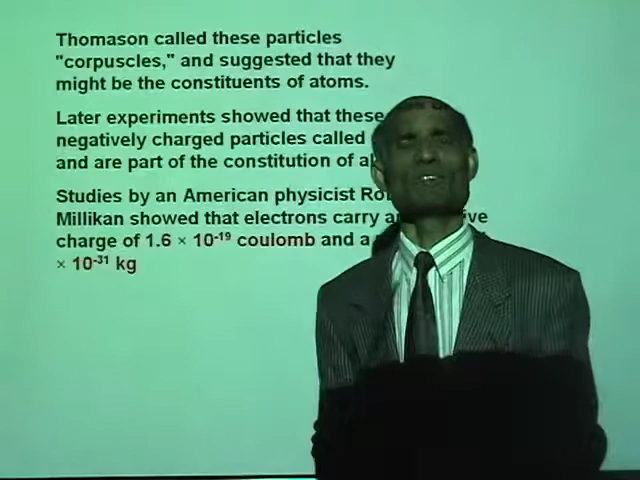 Thomason called these particles
"corpuscles," and suggested that they
might be the constituents of atoms.
Later experiments showed that these
negatively charged particles called
and are part of the constitution of
Studies by an American physicist
Millikan showed that electrons carry
charge of 1.6 × 10⁻¹⁹ coulomb and a
× 10⁻³¹ kg